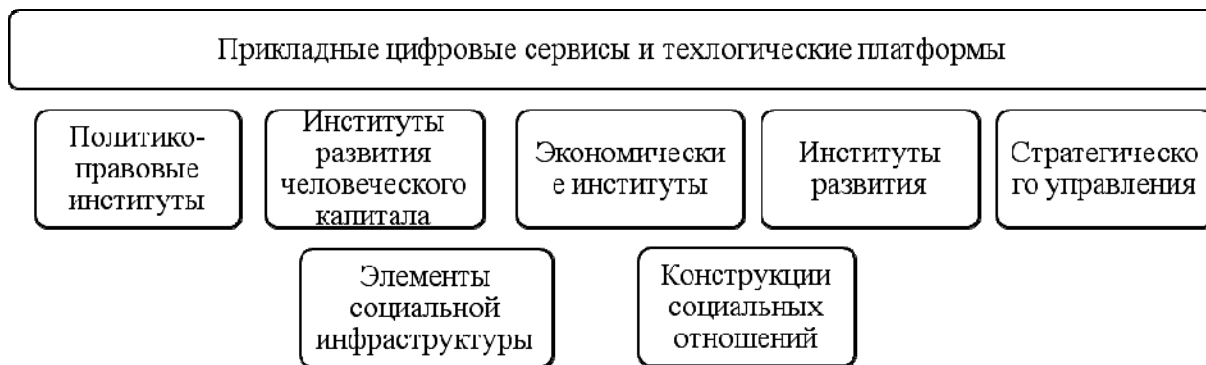 Прикладные цифровые сервисы и техлогические платформы
Политико-
правовые
институты
Институты
развития
человеческого
капитала
Экономически
е институты
Институты
развития
Стратегическо
го управления
Элементы
социальной
инфраструктуры
Конструкции
социальных
отношений